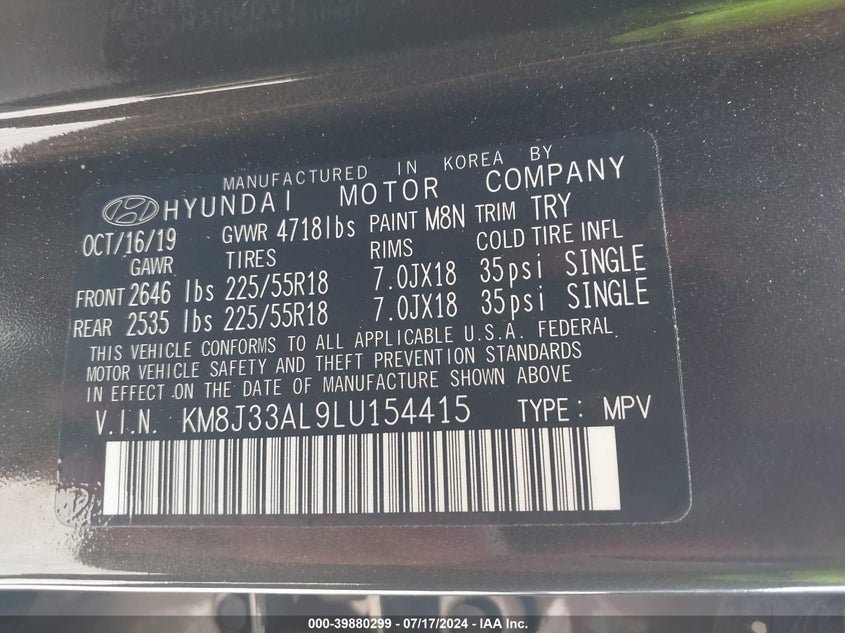 MANUFACTURED IN KOREA BY
HYUNDAI MOTOR COMPANY
OCT/16/19 GVWR 4718lbs PAINT M8N TRIM TRY
GAWR TIRES RIMS COLD TIRE INFL
FRONT 2646 lbs 225/55R18 7.0JX18 35psi SINGLE
REAR 2535 lbs 225/55R18 7.0JX18 35psi SINGLE
THIS VEHICLE CONFORMS TO ALL APPLICABLE U.S.A. FEDERAL
MOTOR VEHICLE SAFETY AND THEFT PREVENTION STANDARDS
IN EFFECT ON THE DATE OF MANUFACTURE SHOWN ABOVE
V.I.N. KM8J33AL9LU154415 TYPE: MPV
000-39880299 - 07/17/2024 - IAA Inc.